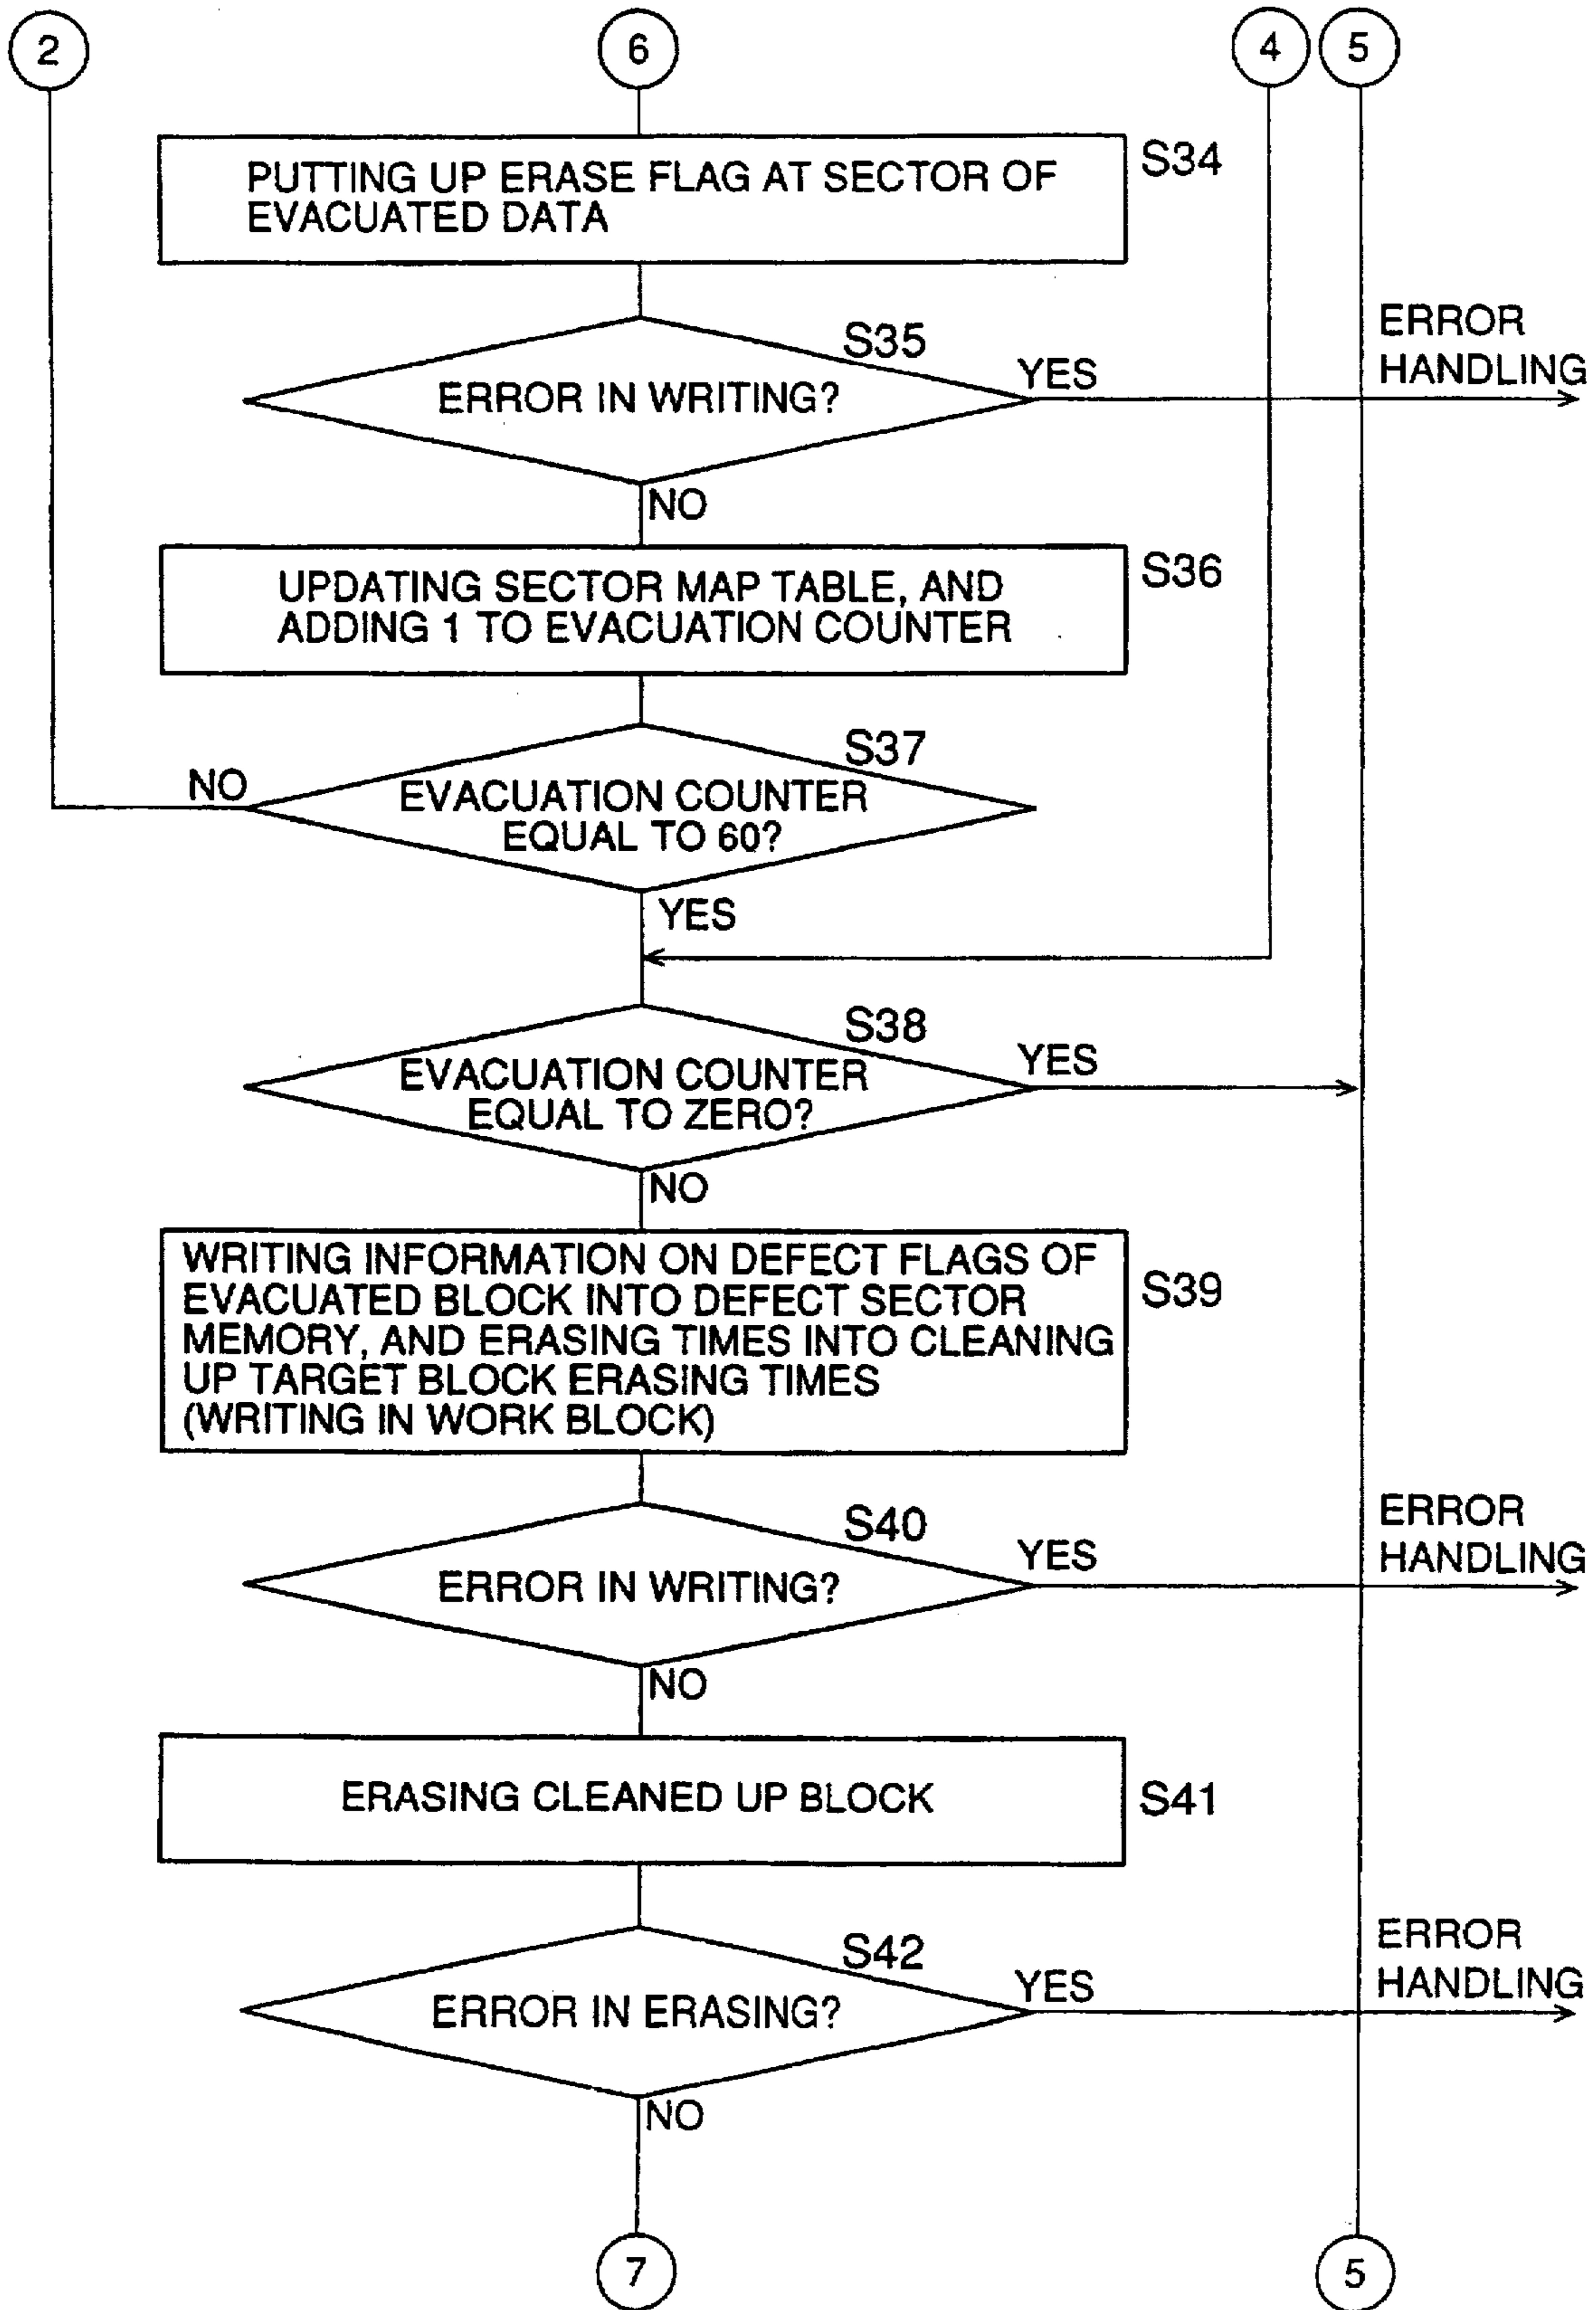 2
6
4
5
PUTTING UP ERASE FLAG AT SECTOR OF
EVACUATED DATA
S34
S35
ERROR IN WRITING?
YES
ERROR
HANDLING
NO
UPDATING SECTOR MAP TABLE, AND
ADDING 1 TO EVACUATION COUNTER
S36
S37
NO
EVACUATION COUNTER
EQUAL TO 60?
YES
S38
EVACUATION COUNTER
EQUAL TO ZERO?
YES
NO
WRITING INFORMATION ON DEFECT FLAGS OF
EVACUATED BLOCK INTO DEFECT SECTOR
MEMORY, AND ERASING TIMES INTO CLEANING
UP TARGET BLOCK ERASING TIMES
(WRITING IN WORK BLOCK)
S39
S40
ERROR IN WRITING?
YES
ERROR
HANDLING
NO
ERASING CLEANED UP BLOCK
S41
S42
ERROR IN ERASING?
YES
ERROR
HANDLING
NO
7
5